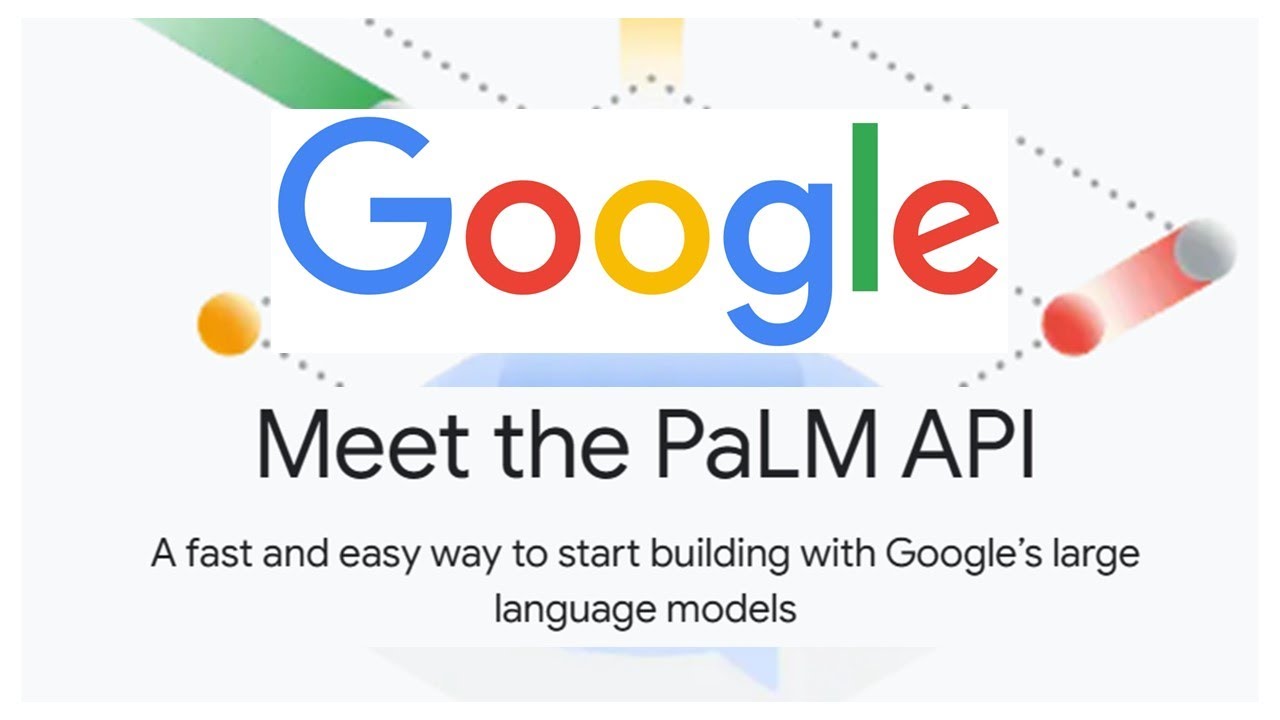 Google
Meet the PaLM API
A fast and easy way to start building with Google’s large
language models